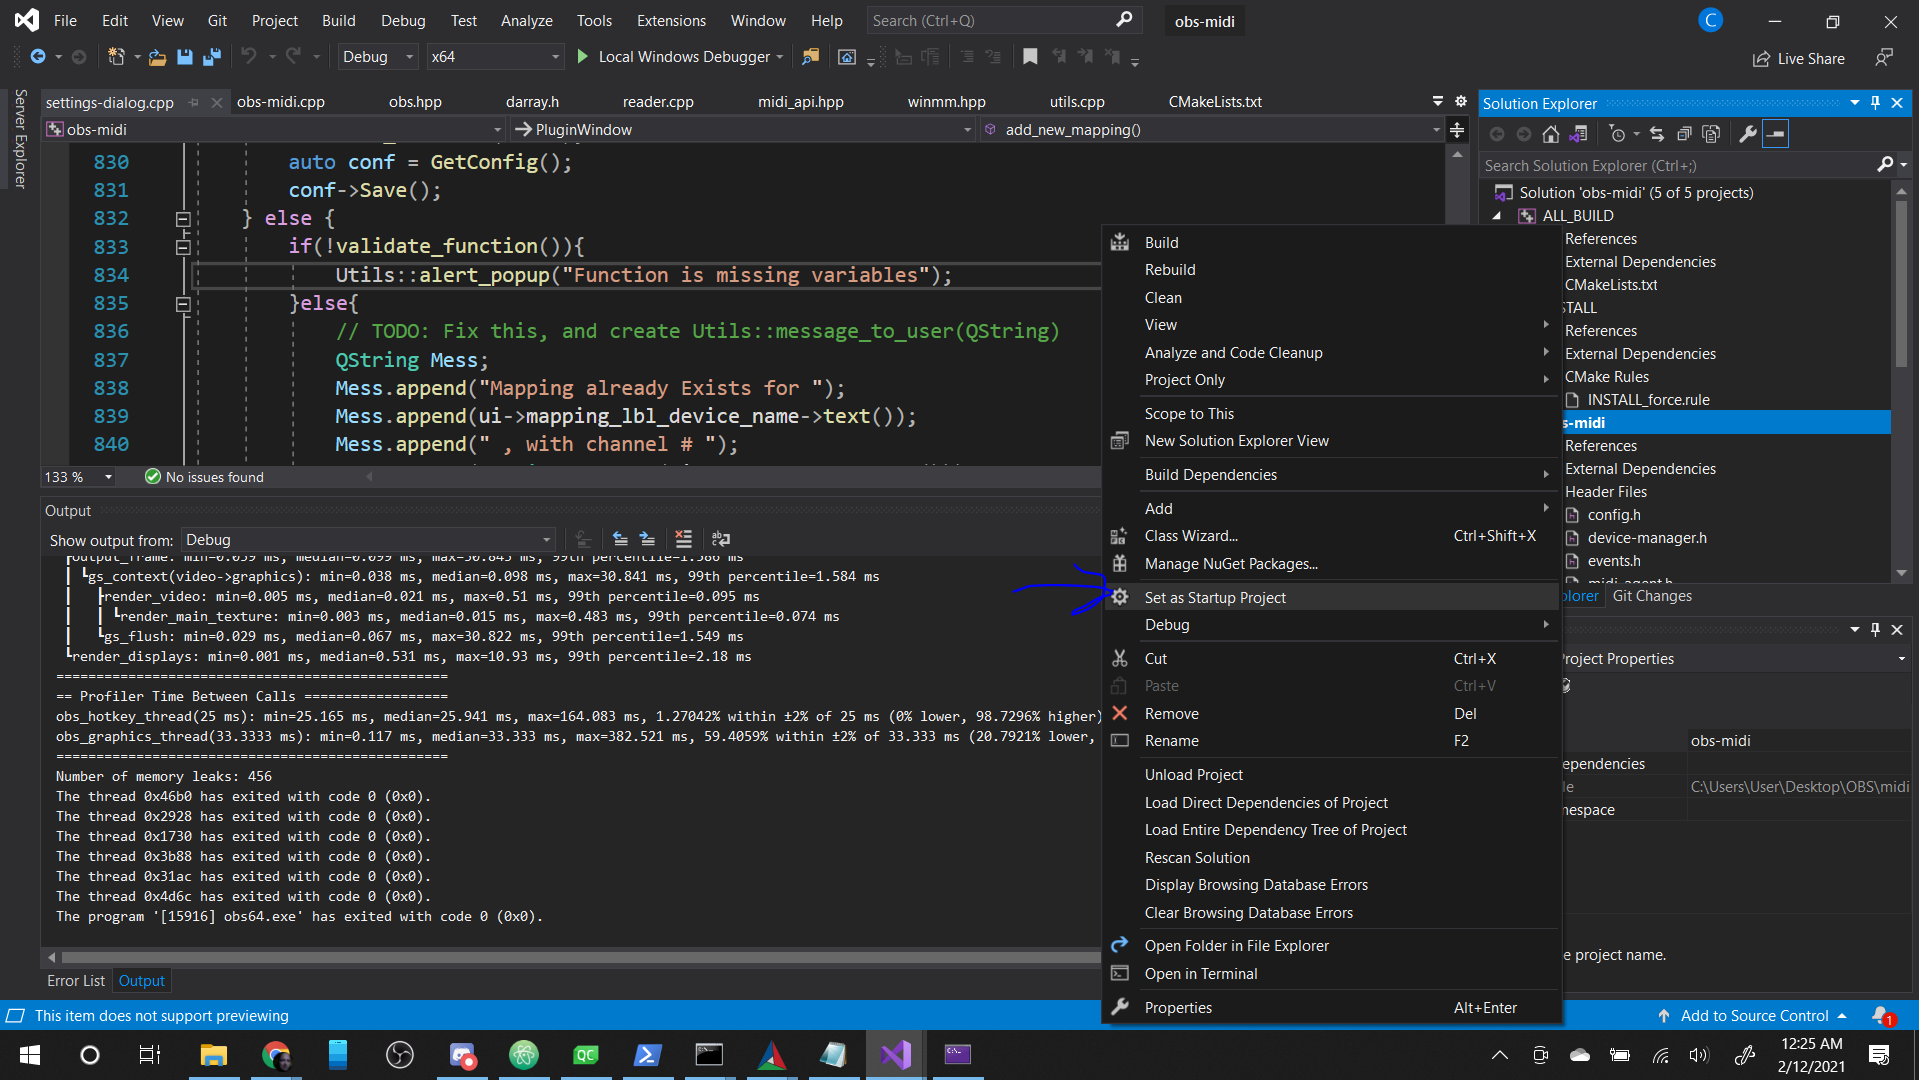 File Edit View Git Project Build Debug Test Analyze Tools Extensions Window Help Search (Ctrl+Q) obs-midi C
Debug x64 Local Windows Debugger Live Share
Server Explorer
settings-dialog.cpp obs-midi.cpp obs.hpp darray.h reader.cpp midi_api.hpp winmm.hpp utils.cpp CMakeLists.txt
obs-midi PluginWindow add_new_mapping()
830 auto conf = GetConfig();
831 conf->Save();
832 } else {
833 if(!validate_function()){
834 Utils::alert_popup("Function is missing variables");
835 }else{
836 // TODO: Fix this, and create Utils::message_to_user(QString)
837 QString Mess;
838 Mess.append("Mapping already Exists for ");
839 Mess.append(ui->mapping_lbl_device_name->text());
840 Mess.append(" , with channel # ");
133 % No issues found
Output
Show output from: Debug
output_frame: min=0.059 ms, median=0.099 ms, max=30.845 ms, 99th percentile=1.586 ms
┗gs_context(video->graphics): min=0.038 ms, median=0.098 ms, max=30.841 ms, 99th percentile=1.584 ms
┣render_video: min=0.005 ms, median=0.021 ms, max=0.51 ms, 99th percentile=0.095 ms
┃┗render_main_texture: min=0.003 ms, median=0.015 ms, max=0.483 ms, 99th percentile=0.074 ms
┗gs_flush: min=0.029 ms, median=0.067 ms, max=30.822 ms, 99th percentile=1.549 ms
┗render_displays: min=0.001 ms, median=0.531 ms, max=10.93 ms, 99th percentile=2.18 ms
=================================================
== Profiler Time Between Calls ==================
obs_hotkey_thread(25 ms): min=25.165 ms, median=25.941 ms, max=164.083 ms, 1.27042% within ±2% of 25 ms (0% lower, 98.7296% higher)
obs_graphics_thread(33.3333 ms): min=0.117 ms, median=33.333 ms, max=382.521 ms, 59.4059% within ±2% of 33.333 ms (20.7921% lower,
=================================================
Number of memory leaks: 456
The thread 0x46b0 has exited with code 0 (0x0).
The thread 0x2928 has exited with code 0 (0x0).
The thread 0x1730 has exited with code 0 (0x0).
The thread 0x3b88 has exited with code 0 (0x0).
The thread 0x31ac has exited with code 0 (0x0).
The thread 0x4d6c has exited with code 0 (0x0).
The program '[15916] obs64.exe' has exited with code 0 (0x0).
Error List Output
Build
Rebuild
Clean
View
Analyze and Code Cleanup
Project Only
Scope to This
New Solution Explorer View
Build Dependencies
Add
Class Wizard... Ctrl+Shift+X
Manage NuGet Packages...
Set as Startup Project
Debug
Cut Ctrl+X
Paste Ctrl+V
Remove Del
Rename F2
Unload Project
Load Direct Dependencies of Project
Load Entire Dependency Tree of Project
Rescan Solution
Display Browsing Database Errors
Clear Browsing Database Errors
Open Folder in File Explorer
Open in Terminal
Properties Alt+Enter
Solution Explorer
Search Solution Explorer (Ctrl+;)
Solution 'obs-midi' (5 of 5 projects)
ALL_BUILD
References
External Dependencies
CMakeLists.txt
STALL
References
External Dependencies
CMake Rules
INSTALL_force.rule
s-midi
References
External Dependencies
Header Files
config.h
device-manager.h
events.h
midi-agent.h
plorer Git Changes
roject Properties
obs-midi
ependencies
le C:\Users\User\Desktop\OBS\midi
mespace
e project name.
This item does not support previewing Add to Source Control 1
QC
12:25 AM
2/12/2021